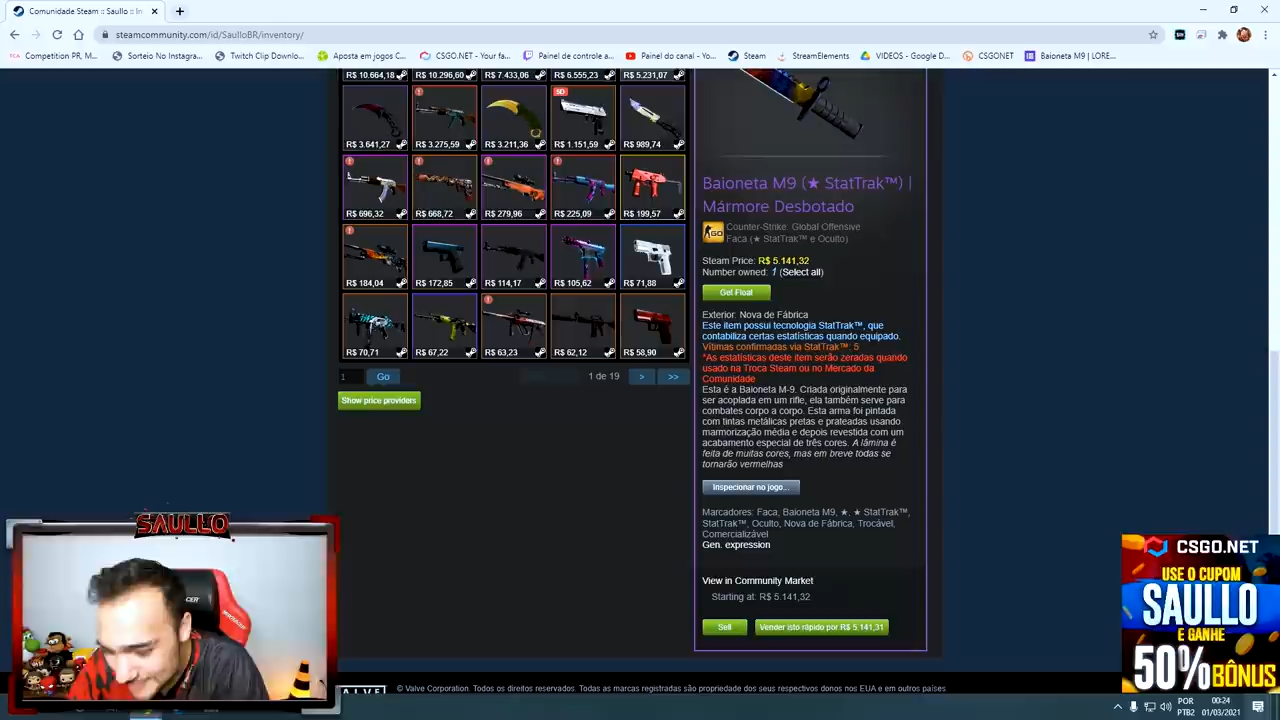 Comunidade Steam :: Saullo :: In
steamcommunity.com/id/SaulloBR/inventory/
Competition PR, M...
Sorteio No Instagra...
Twitch Clip Downlo...
Aposta em jogos C...
CSGO.NET - Your fa...
Painel de controle a...
Painel do canal - Yo...
Steam
StreamElements
VIDEOS - Google D...
CSGONET
Baioneta M9 | LORE...
R$ 10.664,18
R$ 10.296,60
R$ 7.433,06
R$ 6.555,23
R$ 5.231,07
R$ 3.641,27
R$ 3.275,59
R$ 3.211,36
R$ 1.151,59
R$ 989,74
R$ 696,32
R$ 668,72
R$ 279,96
R$ 225,09
R$ 199,57
R$ 184,04
R$ 172,85
R$ 114,17
R$ 105,62
R$ 71,88
R$ 70,71
R$ 67,22
R$ 63,23
R$ 62,12
R$ 58,90
1
Go
1 de 19
>
>>
Show price providers
Baioneta M9 (★ StatTrak™) |
Mármore Desbotado
Counter-Strike: Global Offensive
Faca (★ StatTrak™ e Oculto)
Steam Price: R$ 5.141,32
Number owned: 1 (Select all)
Get Float
Exterior: Nova de Fábrica
Este item possui tecnologia StatTrak™, que
contabiliza certas estatísticas quando equipado.
Vítimas confirmadas via StatTrak™: 5
*As estatísticas deste item serão zeradas quando
usado na Troca Steam ou no Mercado da
Comunidade
Esta é a Baioneta M-9. Criada originalmente para
ser acoplada em um rifle, ela também serve para
combates corpo a corpo. Esta arma foi pintada
com tintas metálicas pretas e prateadas usando
marmorização média e depois revestida com um
acabamento especial de três cores. A lâmina é
feita de muitas cores, mas em breve todas se
tornarão vermelhas
Inspecionar no jogo...
Marcadores: Faca, Baioneta M9, ★, ★ StatTrak™,
StatTrak™, Oculto, Nova de Fábrica, Trocável,
Comercializável
Gen. expression
View in Community Market
Starting at: R$ 5.141,32
Sell
Vender isto rápido por R$ 5.141,31
© Valve Corporation. Todos os direitos reservados. Todas as marcas registradas são propriedade dos seus respectivos donos nos EUA e em outros países
SAULLO
CSGO.NET
USE O CUPOM
SAULLO
E GANHE
50% BÔNUS
POR
PTB2
00:24
01/03/2021